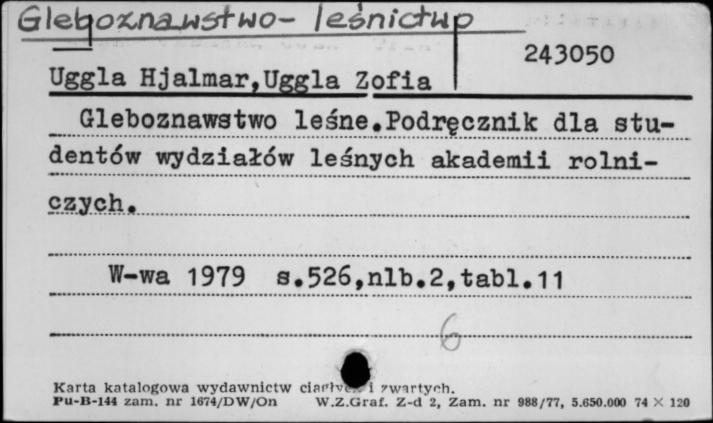 Gleboznawstwo- leśnictwo
243050
Uggla Hjalmar,Uggla Zofia
Gleboznawstwo leśne.Podręcznik dla stu-
dentów wydziałów leśnych akademii rolni-
czych.
W-wa 1979 s.526,nlb.2,tabl.11
6
Karta katalogowa wydawnictw ciągłych i zwartych.
Pu-B-144 zam. nr 1674/DW/On W.Z.Graf. Z-d 2, Zam. nr 988/77, 5.650.000 74 × 120